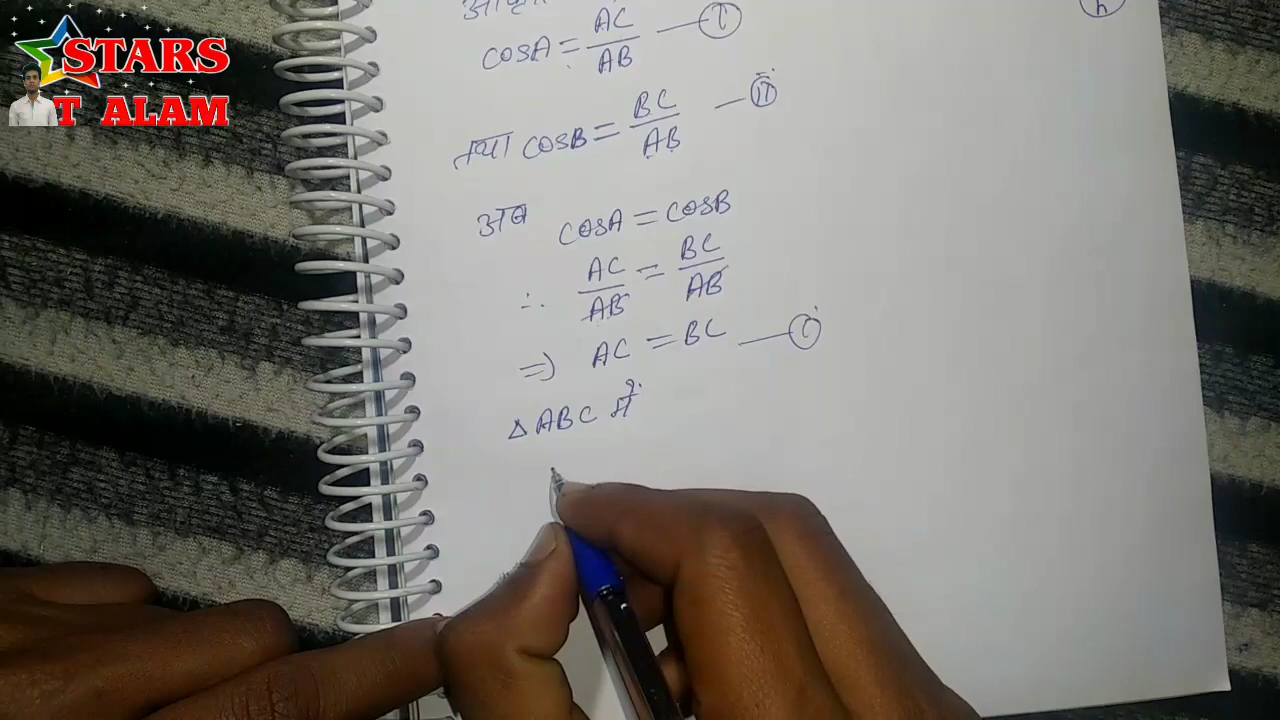 STARS
T ALAM
cosA = AC/AB — (I)
तथा cosB = BC/AB — (II)
अब cosA = cosB
∴ AC/AB = BC/AB
=) AC = BC — (i)
△ABC में